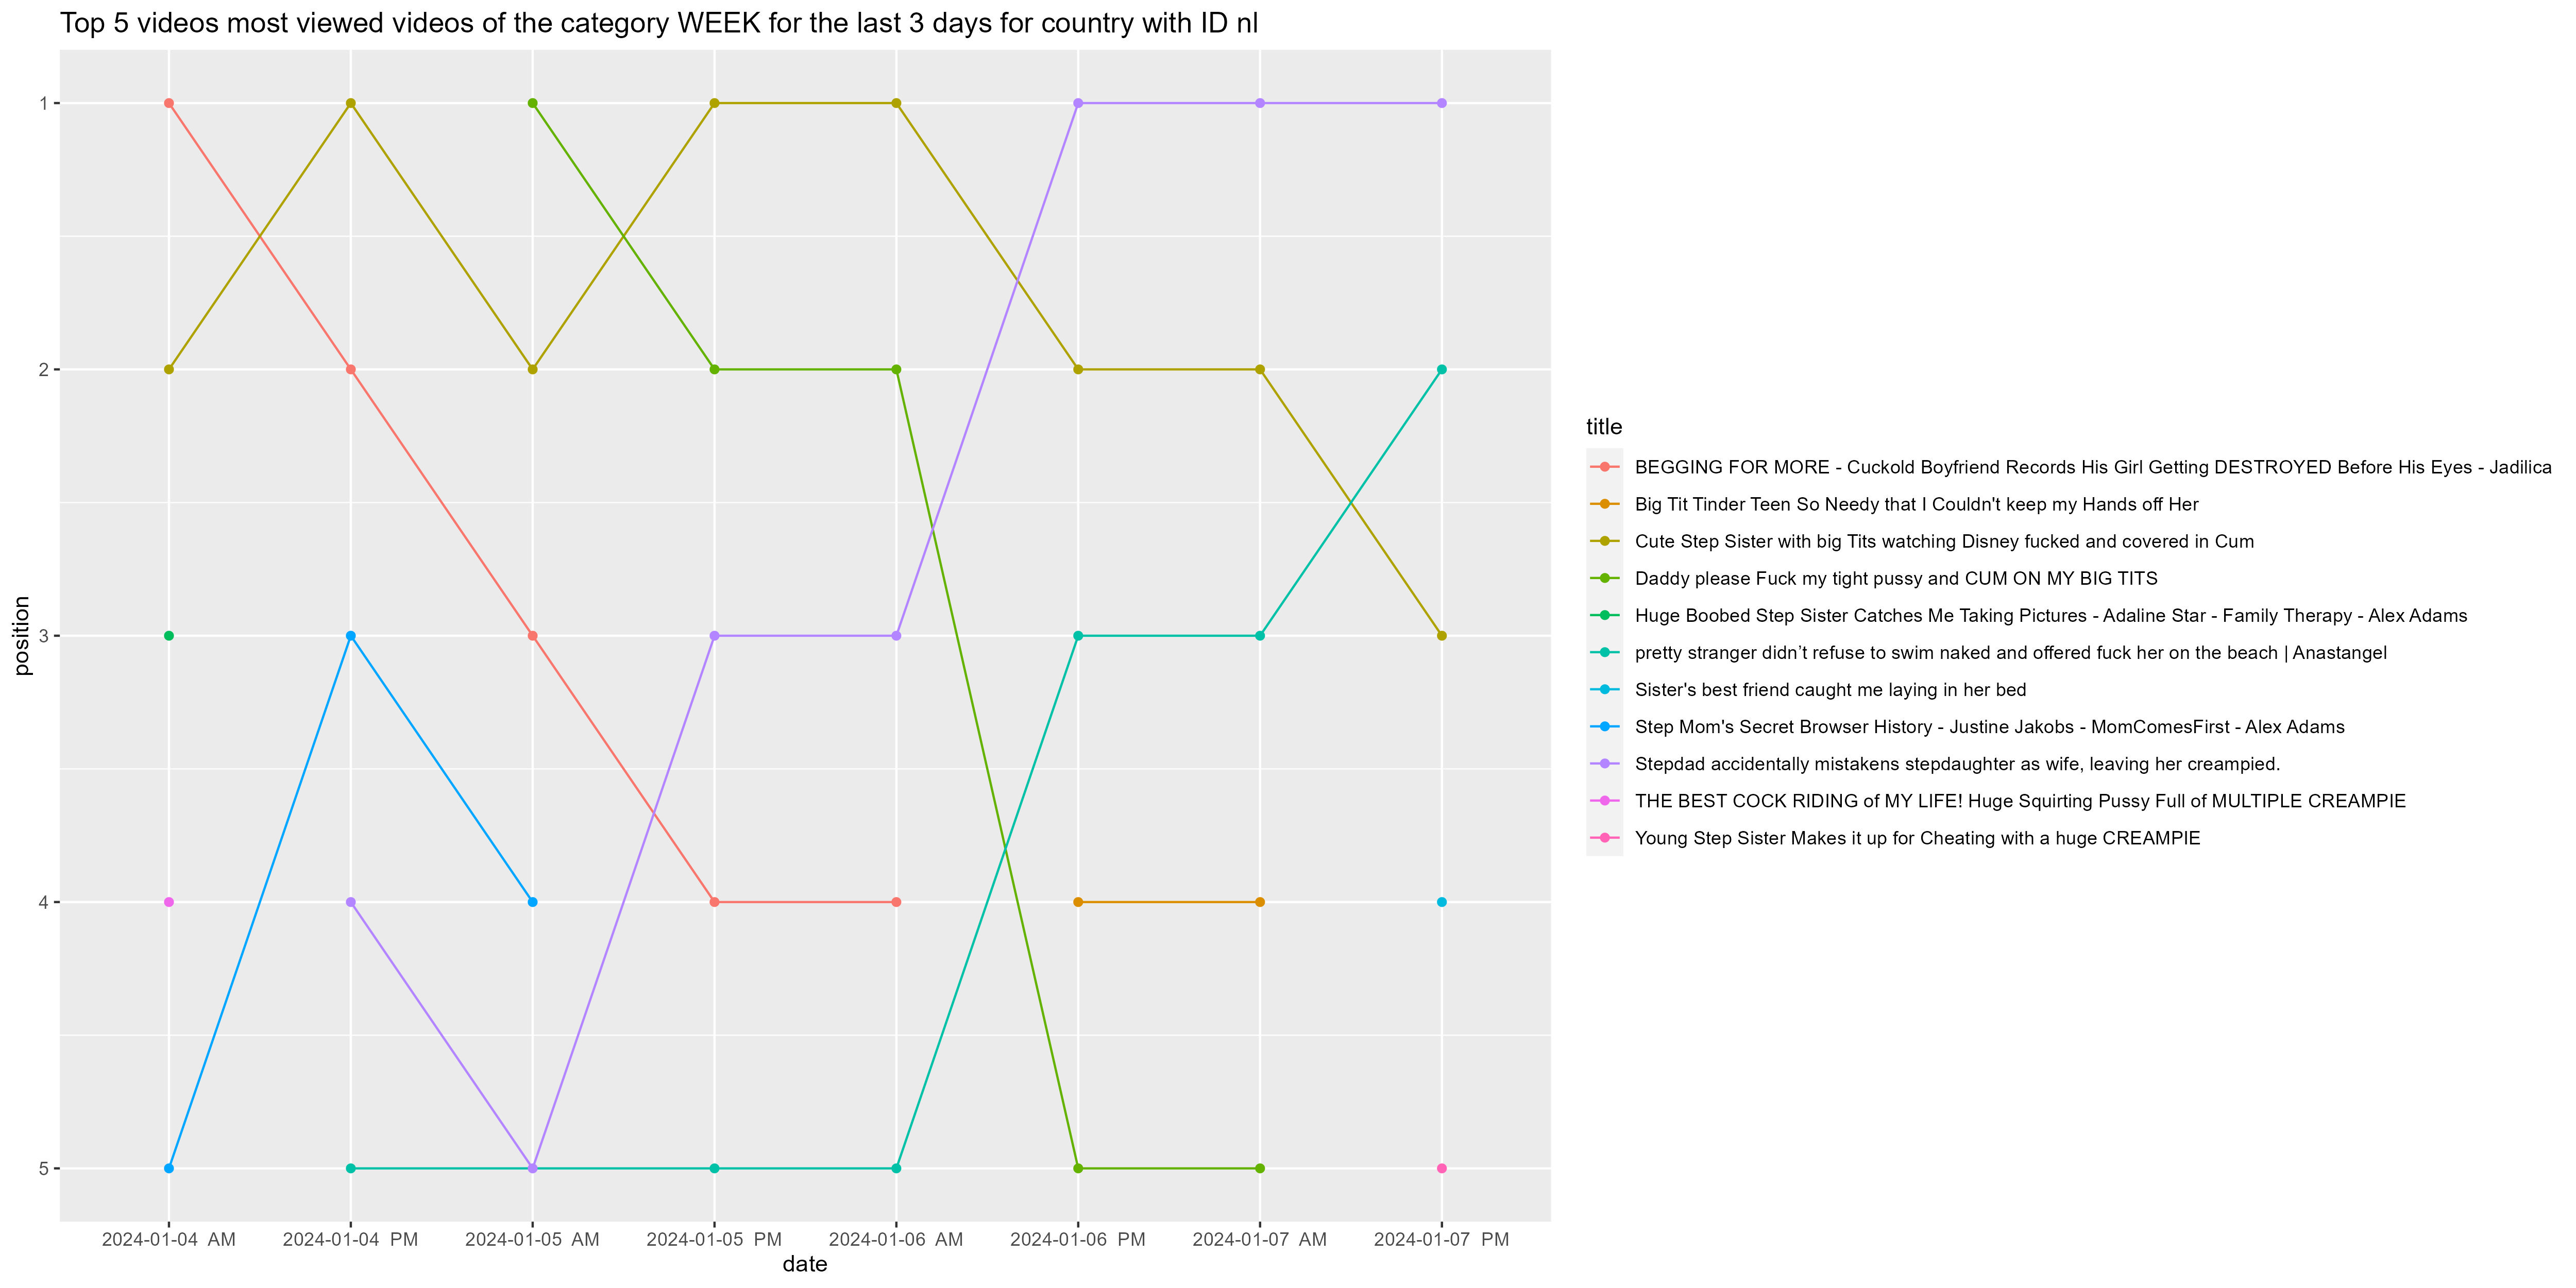 Top 5 videos most viewed videos of the category WEEK for the last 3 days for country with ID nl
position
1
2
3
4
5
2024-01-04 AM
2024-01-04 PM
2024-01-05 AM
2024-01-05 PM
2024-01-06 AM
2024-01-06 PM
2024-01-07 AM
2024-01-07 PM
date
title
BEGGING FOR MORE - Cuckold Boyfriend Records His Girl Getting DESTROYED Before His Eyes - Jadilica
Big Tit Tinder Teen So Needy that I Couldn't keep my Hands off Her
Cute Step Sister with big Tits watching Disney fucked and covered in Cum
Daddy please Fuck my tight pussy and CUM ON MY BIG TITS
Huge Boobed Step Sister Catches Me Taking Pictures - Adaline Star - Family Therapy - Alex Adams
pretty stranger didn’t refuse to swim naked and offered fuck her on the beach | Anastangel
Sister's best friend caught me laying in her bed
Step Mom's Secret Browser History - Justine Jakobs - MomComesFirst - Alex Adams
Stepdad accidentally mistakens stepdaughter as wife, leaving her creampied.
THE BEST COCK RIDING of MY LIFE! Huge Squirting Pussy Full of MULTIPLE CREAMPIE
Young Step Sister Makes it up for Cheating with a huge CREAMPIE